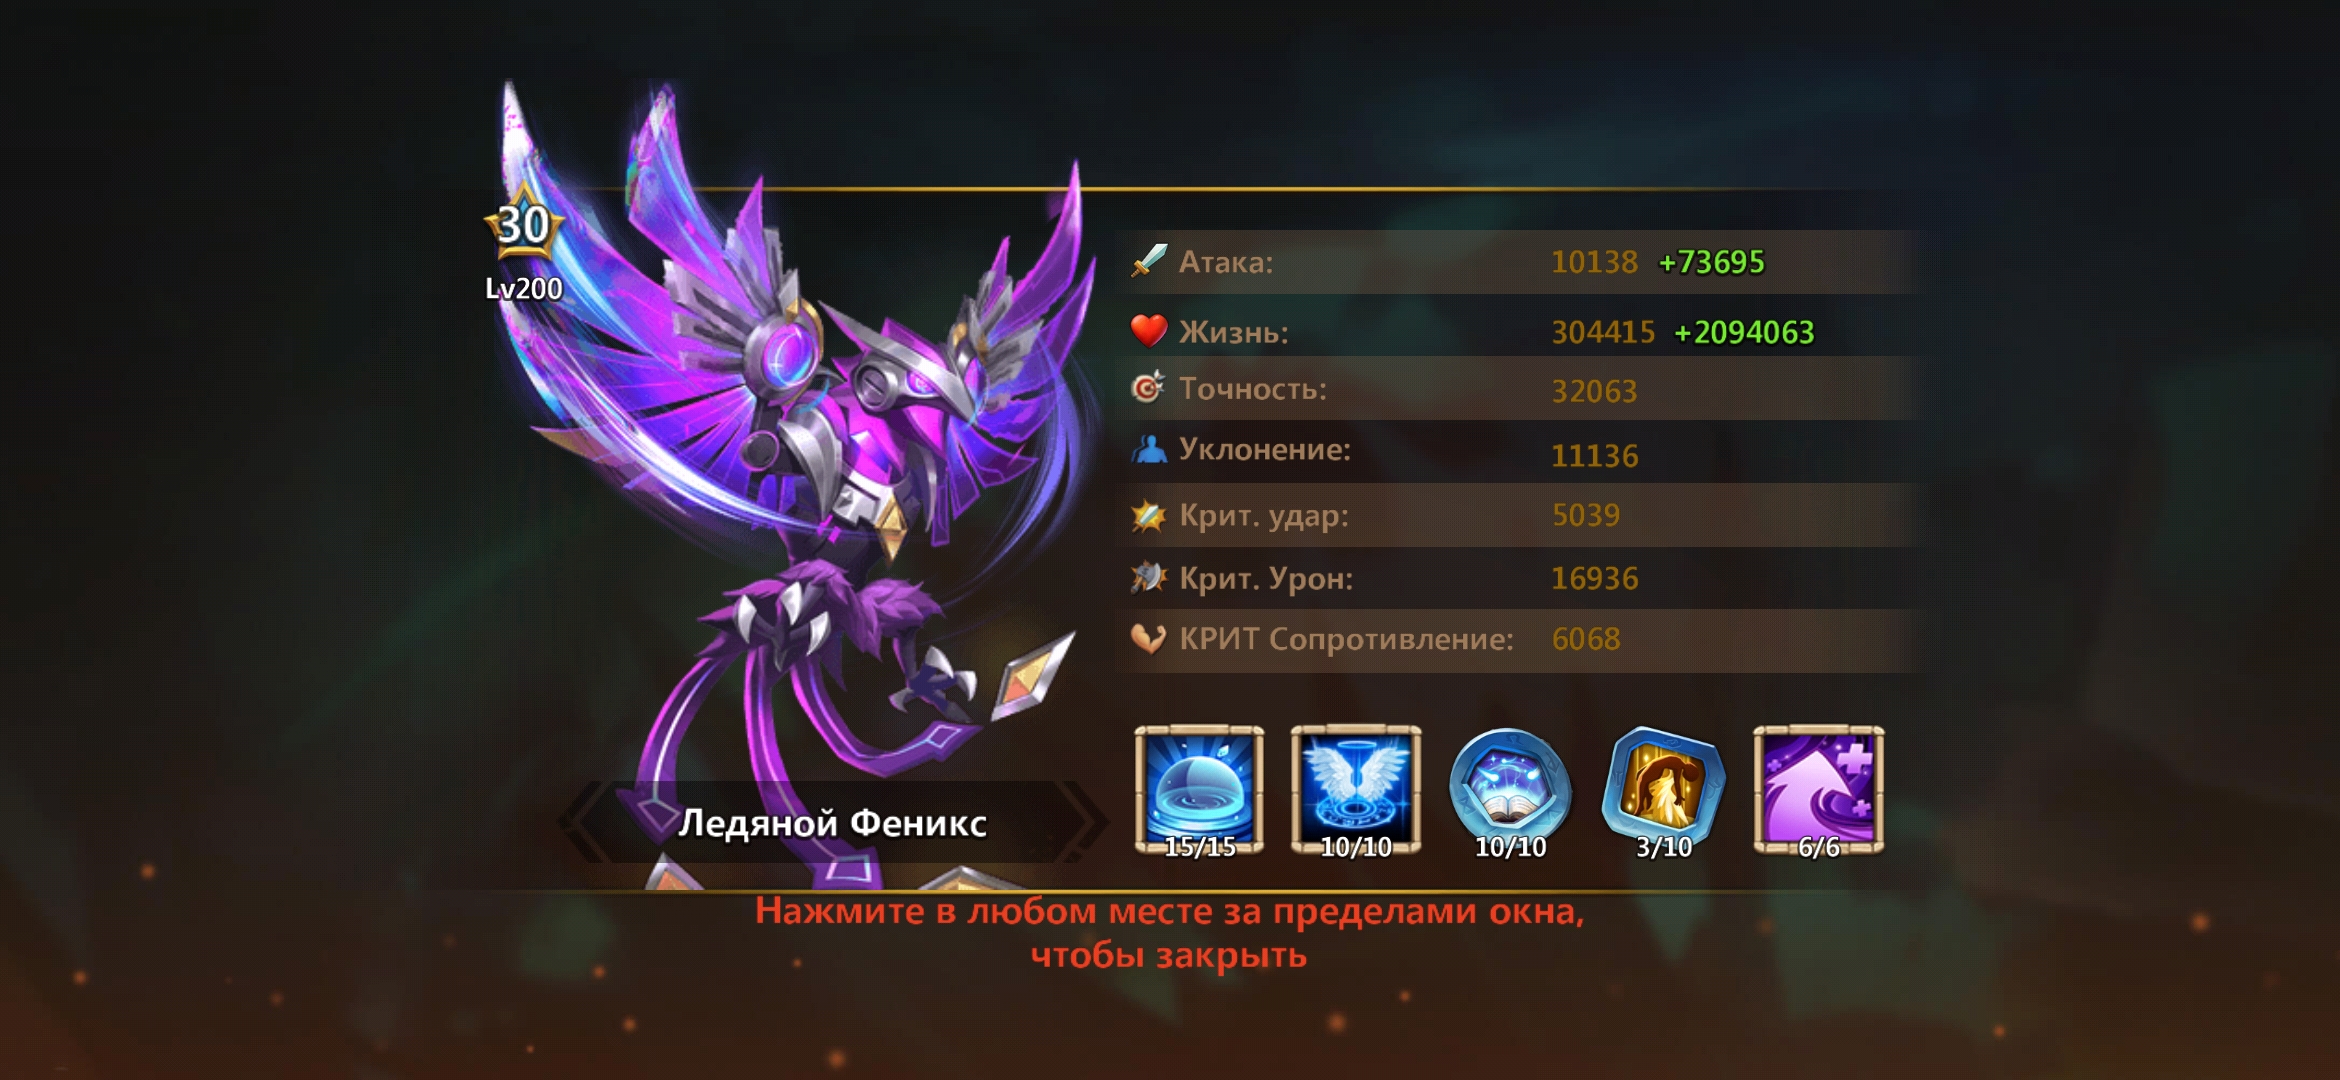 30
Lv200
Атака: 10138 +73695
Жизнь: 304415 +2094063
Точность: 32063
Уклонение: 11136
Крит. удар: 5039
Крит. Урон: 16936
КРИТ Сопротивление: 6068
Ледяной Феникс
15/15 10/10 10/10 3/10 6/6
Нажмите в любом месте за пределами окна,
чтобы закрыть